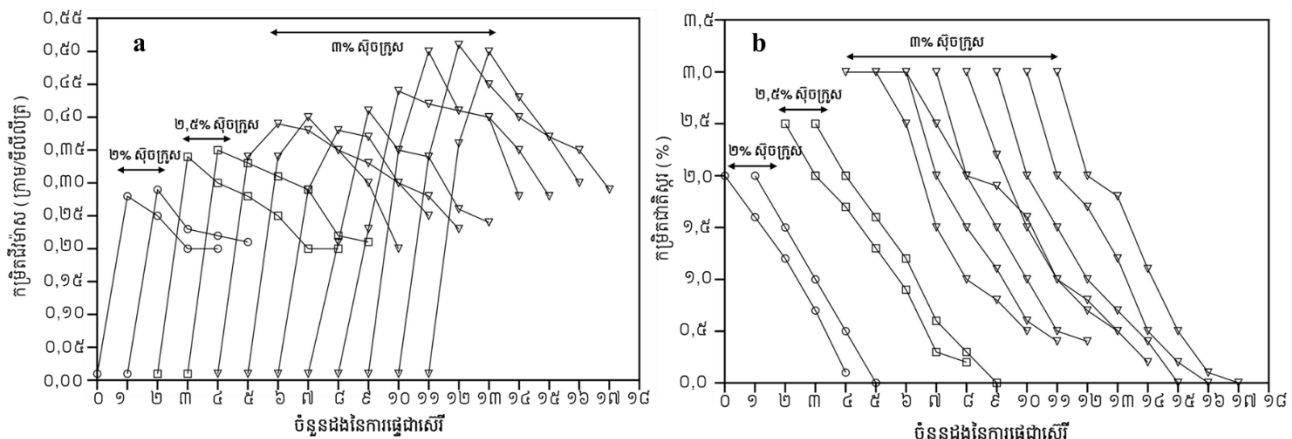 a
កម្រិតជីវម៉ាស ( ក្រាម/មីលីលីត្រ )
០,៥៥
០,៥០
០,៤៥
០,៤០
០,៣៥
០,៣០
០,២៥
០,២០
០,១៥
០,១០
០,០៥
០,០០
២% ស៊ុចក្រូស
២,៥% ស៊ុចក្រូស
៣% ស៊ុចក្រូស
០ ១ ២ ៣ ៤ ៥ ៦ ៧ ៨ ៩ ១០ ១១ ១២ ១៣ ១៤ ១៥ ១៦ ១៧ ១៨
ចំនួនដងនៃការផ្ទេជាស៊េរី
b
កម្រិតជាតិស្ករ ( % )
៣,៥
៣,០
២,៥
២,០
១,៥
១,០
០,៥
០,០
២% ស៊ុចក្រូស
២,៥% ស៊ុចក្រូស
៣% ស៊ុចក្រូស
០ ១ ២ ៣ ៤ ៥ ៦ ៧ ៨ ៩ ១០ ១១ ១២ ១៣ ១៤ ១៥ ១៦ ១៧ ១៨
ចំនួនដងនៃការផ្ទេជាស៊េរី